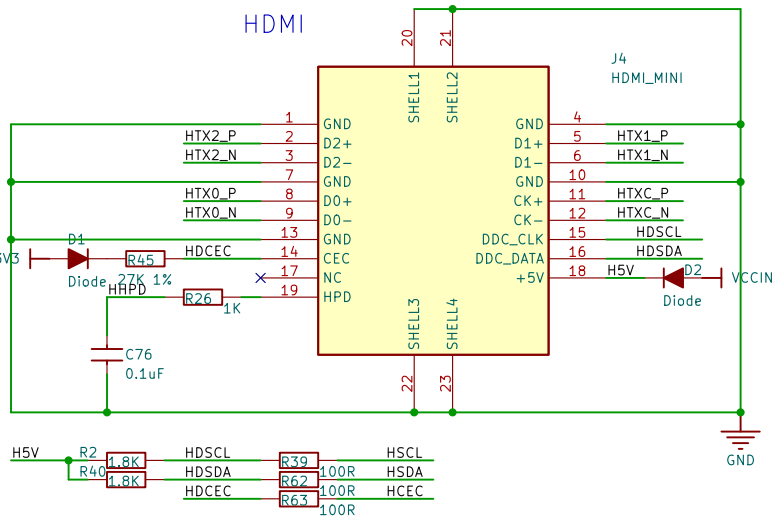 HDMI
20
21
J4
HDMI_MINI
SHELL1
SHELL2
1 GND GND 4
HTX2_P 2 D2+ D1+ 5 HTX1_P
HTX2_N 3 D2- D1- 6 HTX1_N
7 GND GND 10
HTX0_P 8 D0+ CK+ 11 HTXC_P
HTX0_N 9 D0- CK- 12 HTXC_N
13 GND DDC_CLK 15 HDSCL
D1
3V3 R45 HDCEC 14 CEC DDC_DATA 16 HDSDA
Diode 27K 1% 17 NC +5V 18 H5V D2 VCCIN
HHPD R26 19 HPD Diode
1K
SHELL3
SHELL4
C76
0.1uF
22
23
GND
H5V R2 1.8K HDSCL R39 HSCL
R40 1.8K HDSDA R62 100R HSDA
HDCEC R63 100R HCEC
100R